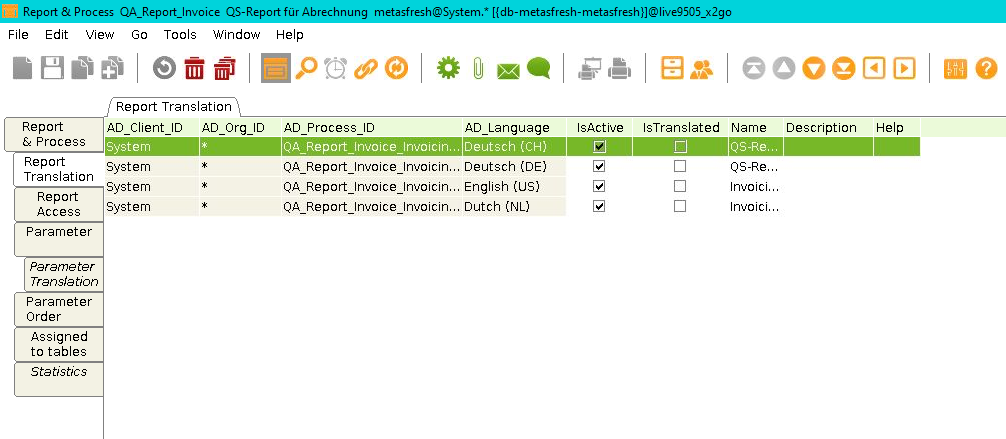 Report & Process QA_Report_Invoice QS-Report für Abrechnung metasfresh@System.* [{db-metasfresh-metasfresh}]@live9505_x2go
File Edit View Go Tools Window Help
Report Translation
Report
& Process
Report
Translation
Report
Access
Parameter
Parameter
Translation
Parameter
Order
Assigned
to tables
Statistics
AD_Client_ID AD_Org_ID AD_Process_ID AD_Language IsActive IsTranslated Name Description Help
System * QA_Report_Invoice_Invoicin... Deutsch (CH) QS-Re...
System * QA_Report_Invoice_Invoicin... Deutsch (DE) QS-Re...
System * QA_Report_Invoice_Invoicin... English (US) Invoici...
System * QA_Report_Invoice_Invoicin... Dutch (NL) Invoici...